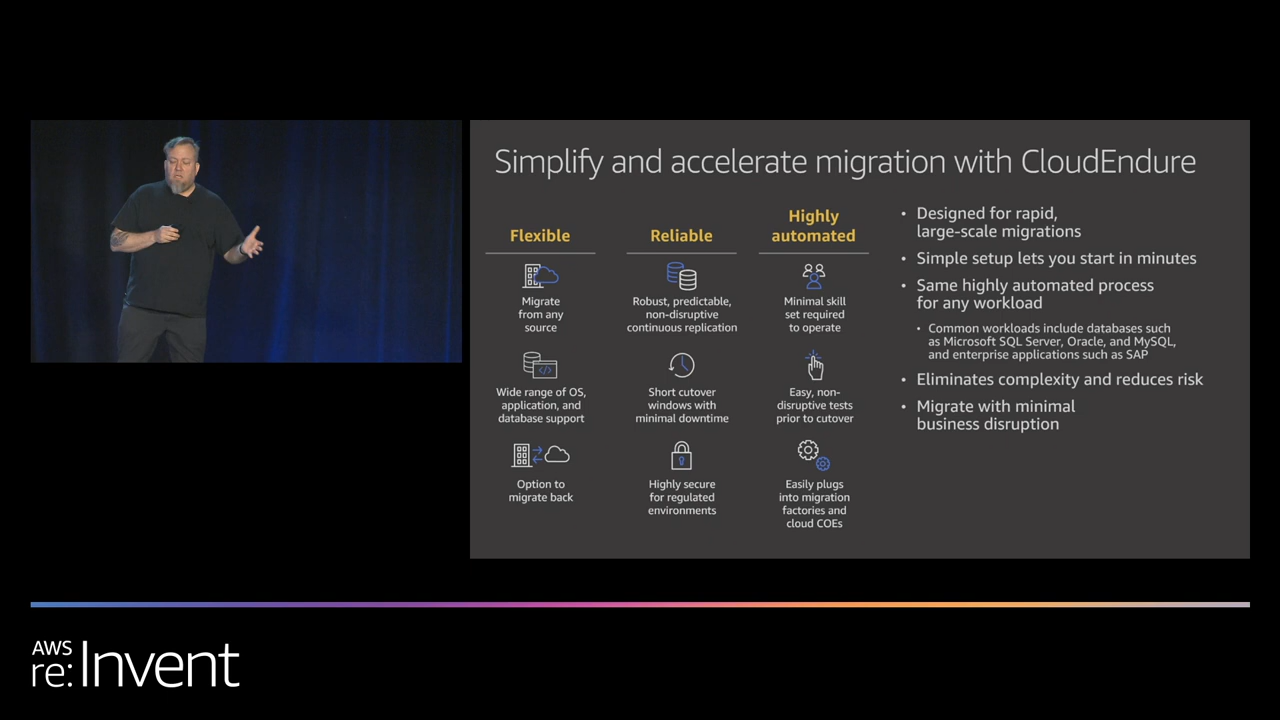 Simplify and accelerate migration with CloudEndure
Flexible
Migrate
from any
source
Wide range of OS,
application, and
database support
Option to
migrate back
Reliable
Robust, predictable,
non-disruptive
continuous replication
Short cutover
windows with
minimal downtime
Highly secure
for regulated
environments
Highly
automated
Minimal skill
set required
to operate
Easy, non-
disruptive tests
prior to cutover
Easily plugs
into migration
factories and
cloud COEs
• Designed for rapid,
large-scale migrations
• Simple setup lets you start in minutes
• Same highly automated process
for any workload
• Common workloads include databases such
as Microsoft SQL Server, Oracle, and MySQL,
and enterprise applications such as SAP
• Eliminates complexity and reduces risk
• Migrate with minimal
business disruption
AWS
re:Invent